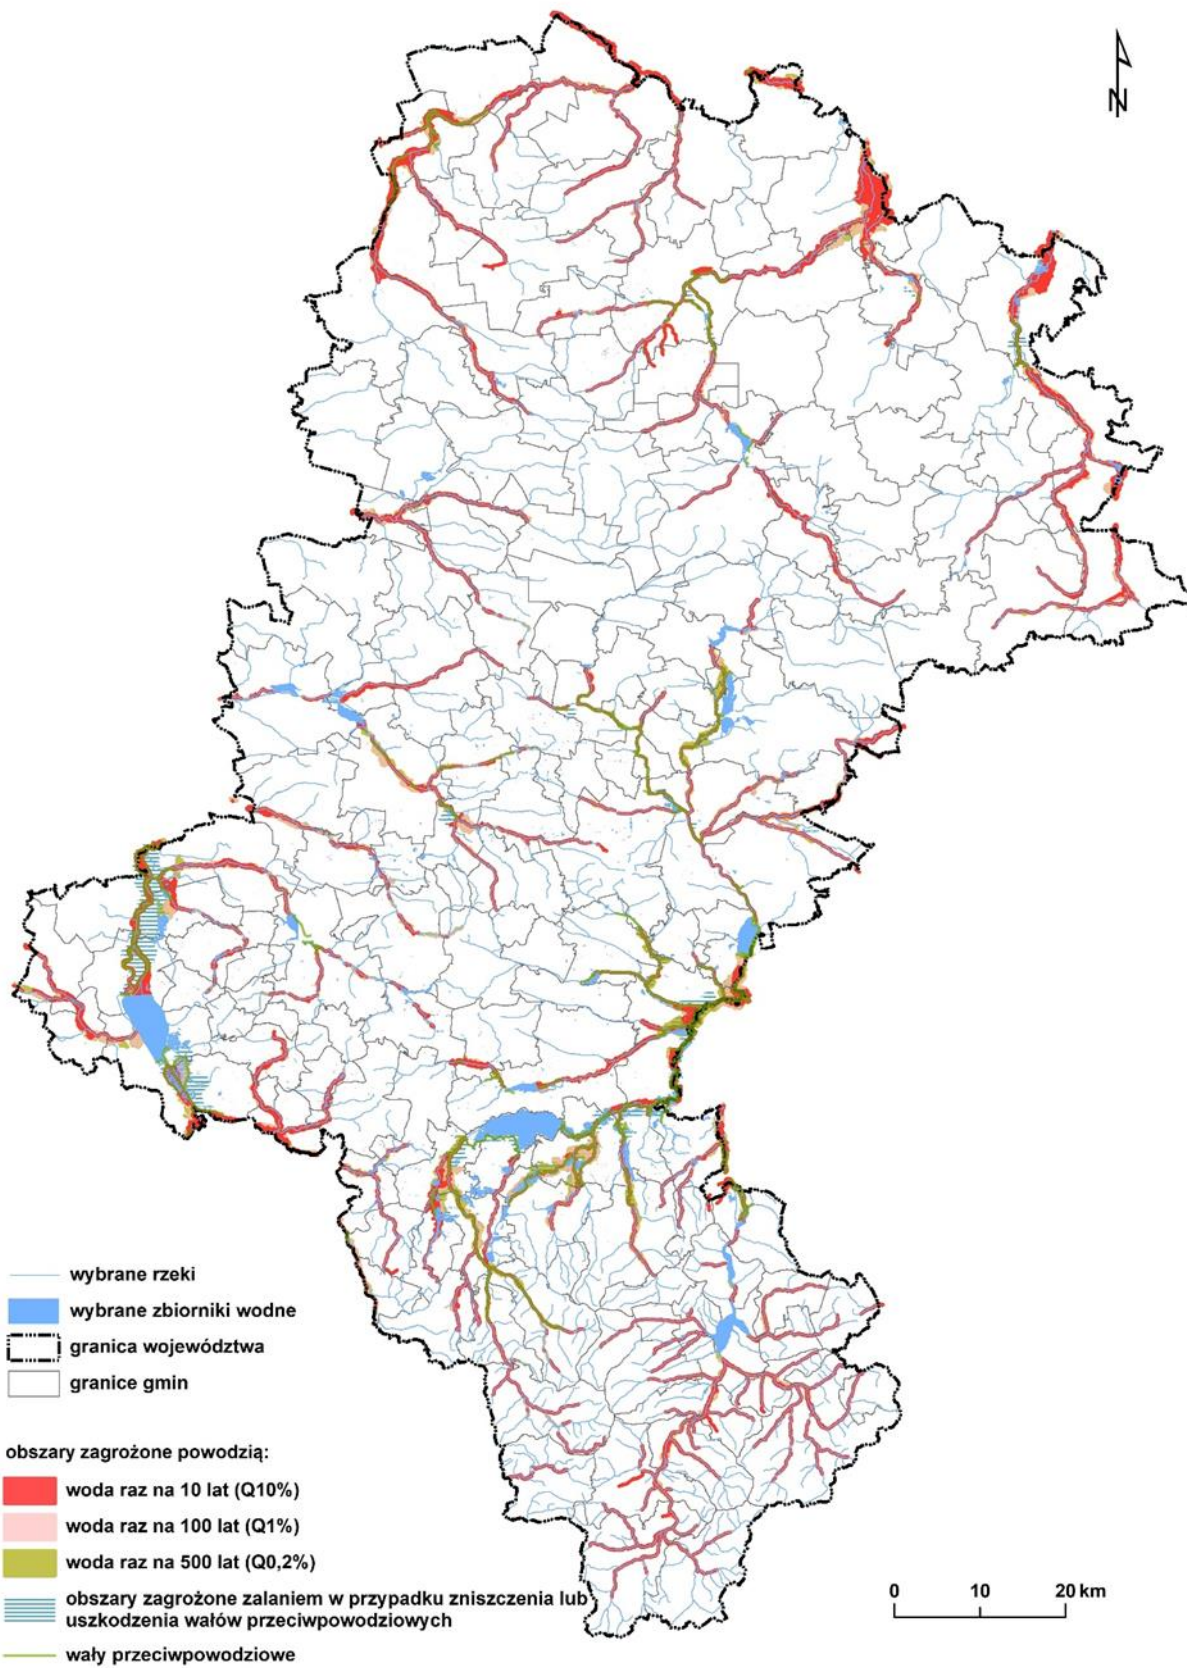 N
wybrane rzeki
wybrane zbiorniki wodne
granica województwa
granice gmin
obszary zagrożone powodzią:
woda raz na 10 lat (Q10%)
woda raz na 100 lat (Q1%)
woda raz na 500 lat (Q0,2%)
obszary zagrożone zalaniem w przypadku zniszczenia lub
uszkodzenia wałów przeciwpowodziowych
wały przeciwpowodziowe
0 10 20 km